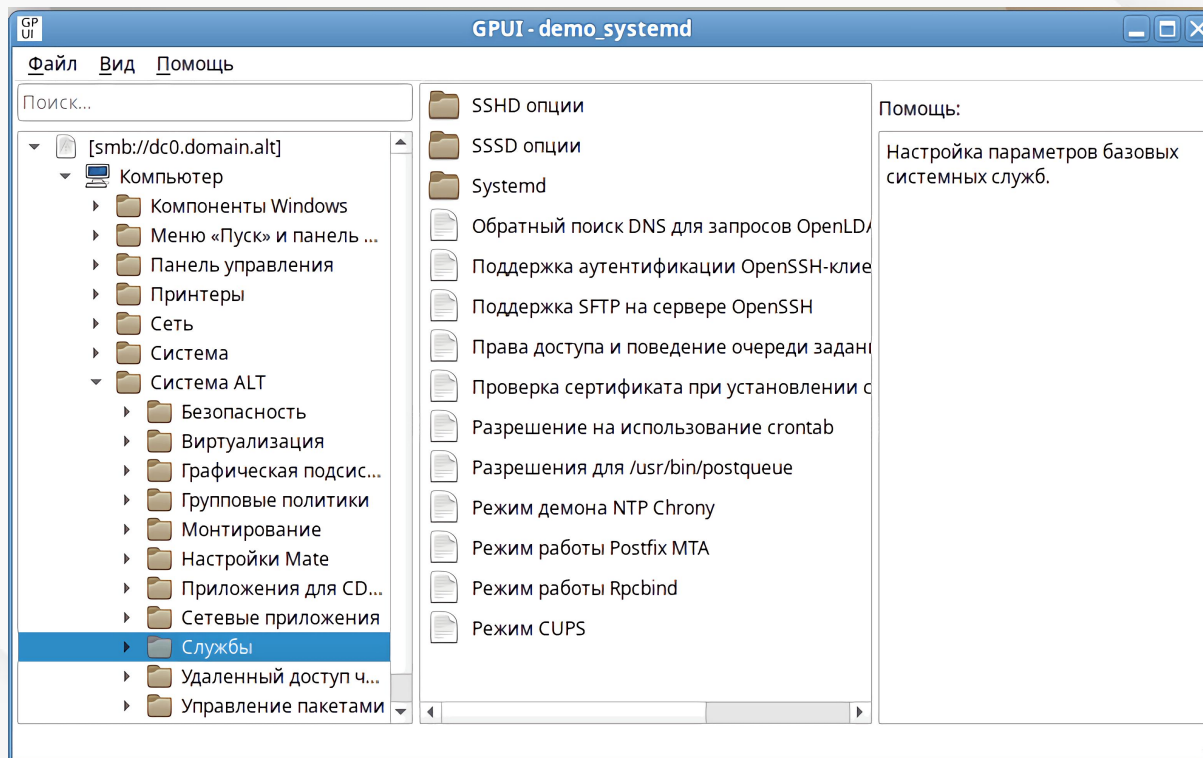 GP
UI
GPUI - demo_systemd
Файл Вид Помощь
Поиск...
[smb://dc0.domain.alt]
Компьютер
Компоненты Windows
Меню «Пуск» и панель ...
Панель управления
Принтеры
Сеть
Система
Система ALT
Безопасность
Виртуализация
Графическая подсис...
Групповые политики
Монтирование
Настройки Mate
Приложения для CD...
Сетевые приложения
Службы
Удаленный доступ ч...
Управление пакетами
SSHD опции
SSSD опции
Systemd
Обратный поиск DNS для запросов OpenLDA
Поддержка аутентификации OpenSSH-клие
Поддержка SFTP на сервере OpenSSH
Права доступа и поведение очереди задани
Проверка сертификата при установлении с
Разрешение на использование crontab
Разрешения для /usr/bin/postqueue
Режим демона NTP Chrony
Режим работы Postfix MTA
Режим работы Rpcbind
Режим CUPS
Помощь:
Настройка параметров базовых
системных служб.